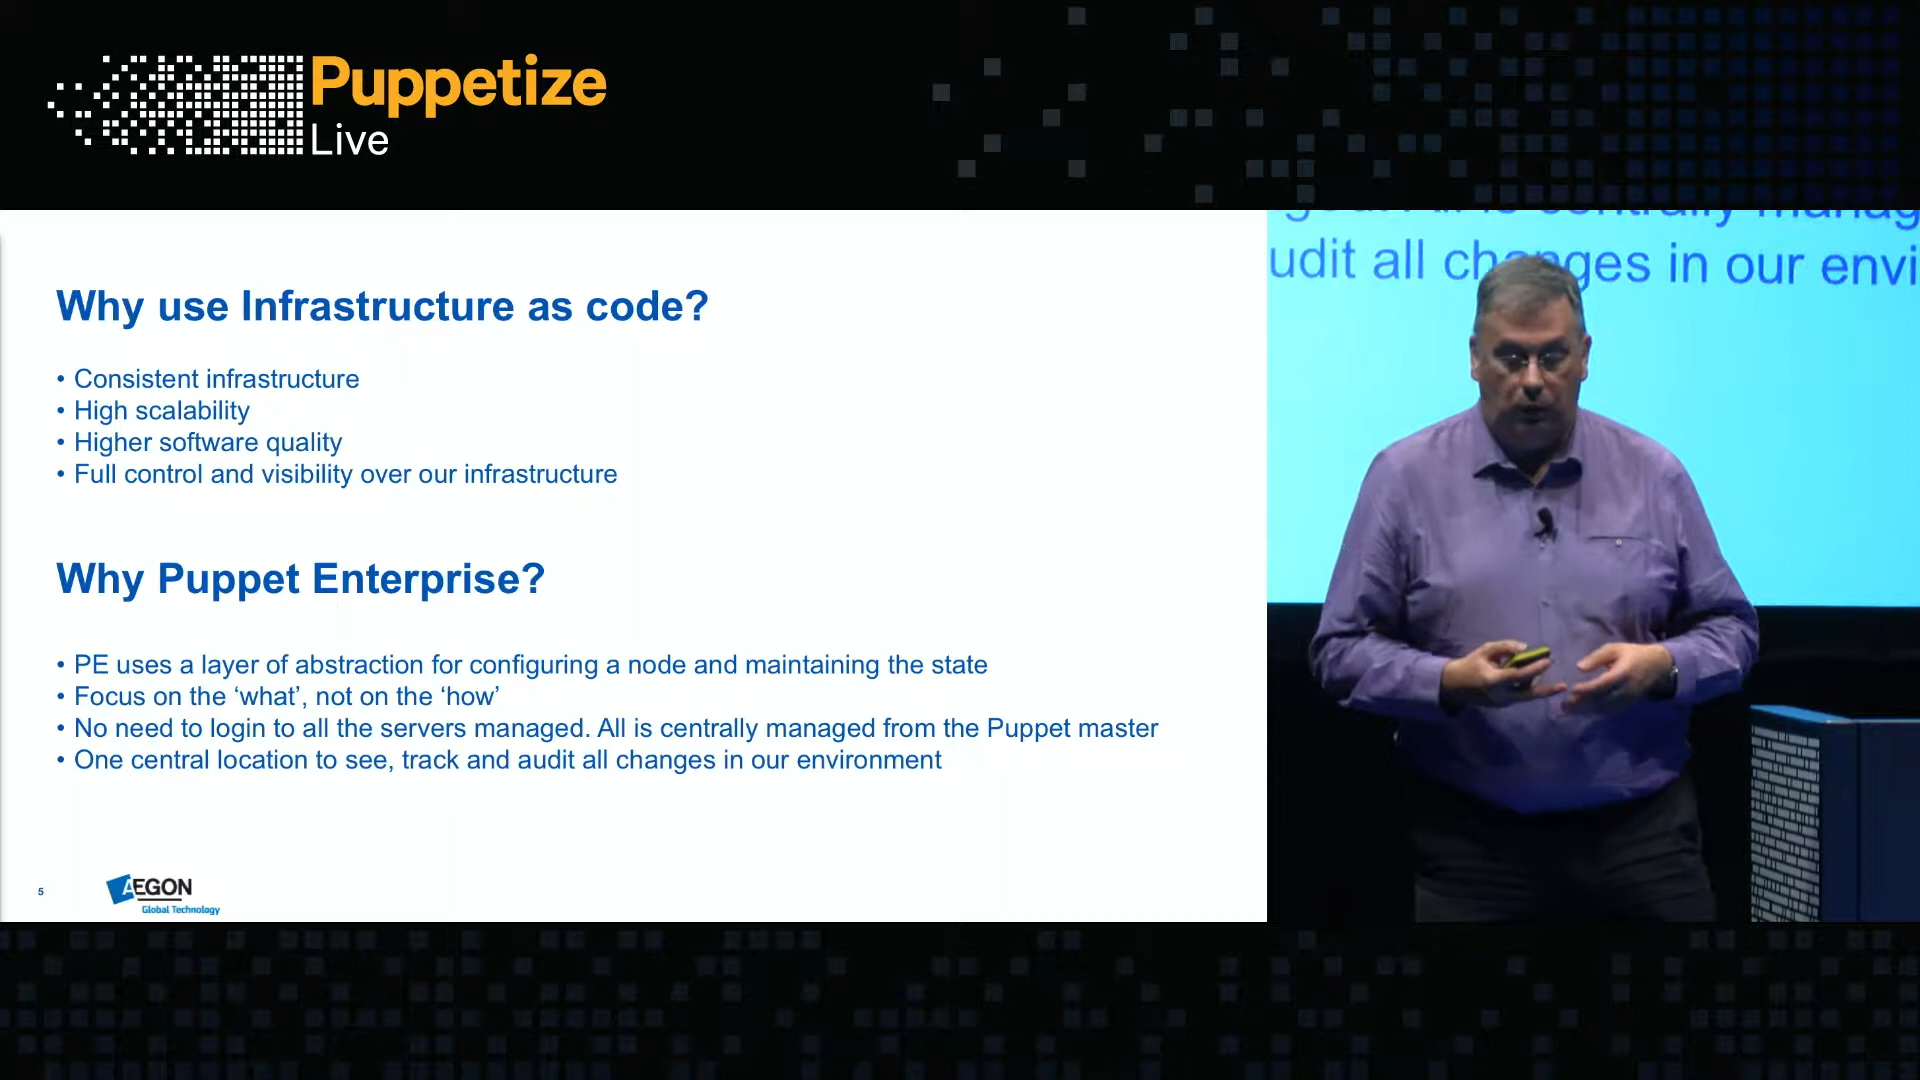 Puppetize
Live
Why use Infrastructure as code?
• Consistent infrastructure
• High scalability
• Higher software quality
• Full control and visibility over our infrastructure
Why Puppet Enterprise?
• PE uses a layer of abstraction for configuring a node and maintaining the state
• Focus on the ‘what’, not on the ‘how’
• No need to login to all the servers managed. All is centrally managed from the Puppet master
• One central location to see, track and audit all changes in our environment
5
AEGON
Global Technology
centrally
all changes in our